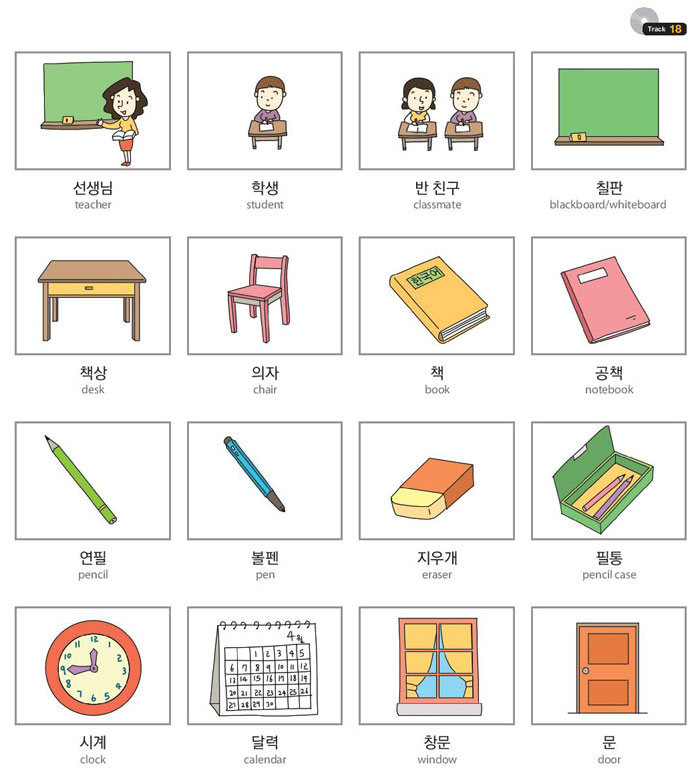 Track 18
선생님 학생 반 친구 칠판
teacher student classmate blackboard/whiteboard
한국어
책상 의자 책 공책
desk chair book notebook
연필 볼펜 지우개 필통
pencil pen eraser pencil case
12 1 2 3 4 5 6 7 8 9 10 11
4월
1 2 3 4 5
6 7 8 9 10 11 12
13 14 15 16 17 18 19
20 21 22 23 24 25 26
27 28 29 30
시계 달력 창문 문
clock calendar window door